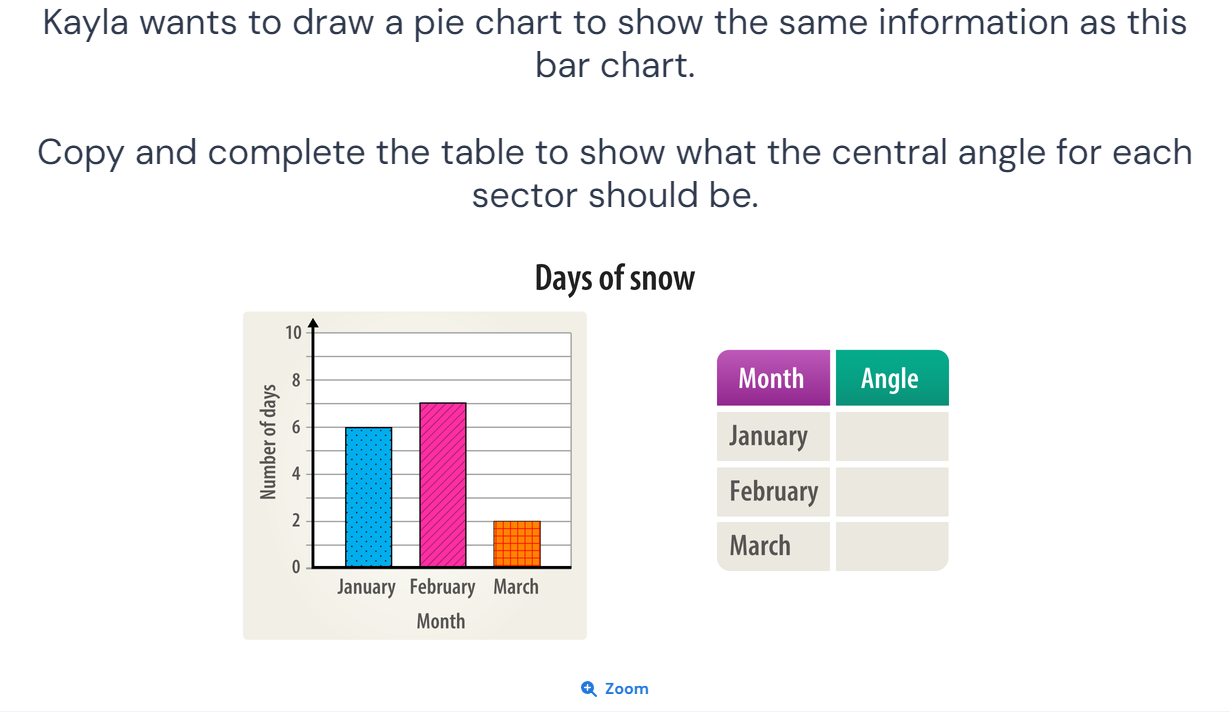 Kayla wants to draw a pie chart to show the same information as this
bar chart.
Copy and complete the table to show what the central angle for each
sector should be.
Days of snow
10
8
6
4
2
0
Number of days
January February March
Month
Month Angle
January
February
March
Zoom